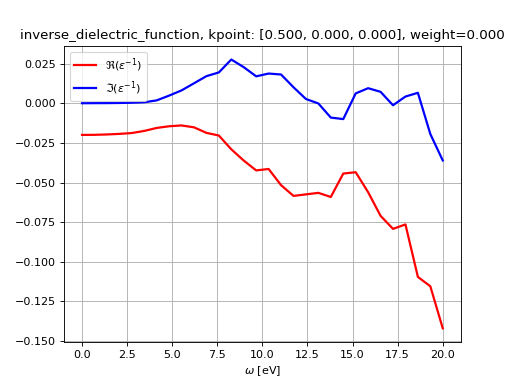 inverse_dielectric_function, kpoint: [0.500, 0.000, 0.000], weight=0.000
ℜ(ε⁻¹)
ℑ(ε⁻¹)
0.025
0.000
−0.025
−0.050
−0.075
−0.100
−0.125
−0.150
0.0 2.5 5.0 7.5 10.0 12.5 15.0 17.5 20.0
ω [eV]